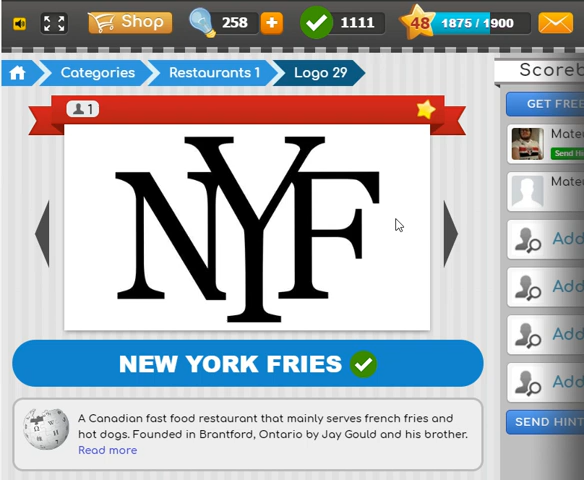 Shop
258
1111
48
1875 / 1900
Categories
Restaurants 1
Logo 29
Scoreb
1
GET FREE
NYF
Mateu
Send Hi
Mateu
Add
Add
Add
Add
NEW YORK FRIES
A Canadian fast food restaurant that mainly serves french fries and
hot dogs. Founded in Brantford, Ontario by Jay Gould and his brother.
Read more
SEND HINT